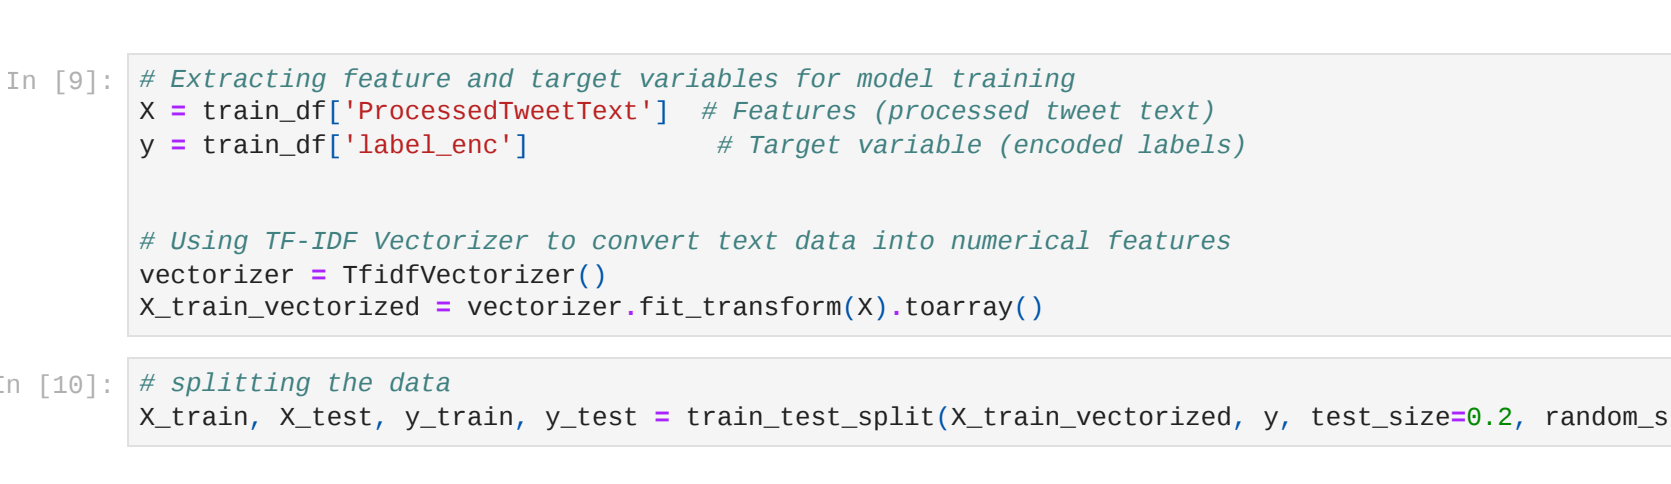 In [9]:
# Extracting feature and target variables for model training
X = train_df['ProcessedTweetText']  # Features (processed tweet text)
y = train_df['label_enc']            # Target variable (encoded labels)
# Using TF-IDF Vectorizer to convert text data into numerical features
vectorizer = TfidfVectorizer()
X_train_vectorized = vectorizer.fit_transform(X).toarray()
In [10]:
# splitting the data
X_train, X_test, y_train, y_test = train_test_split(X_train_vectorized, y, test_size=0.2, random_s